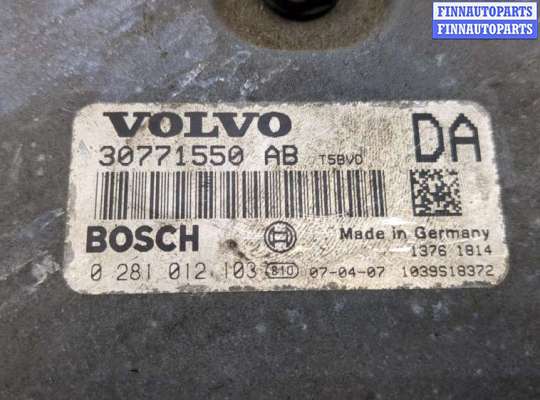 FINNAUTOPARTS
FINNAUTOPARTS
VOLVO
30771550 AB T5BVD
DA
BOSCH
Made in Germany
1376 1814
0 281 012 103 810 07-04-07 1039S18372